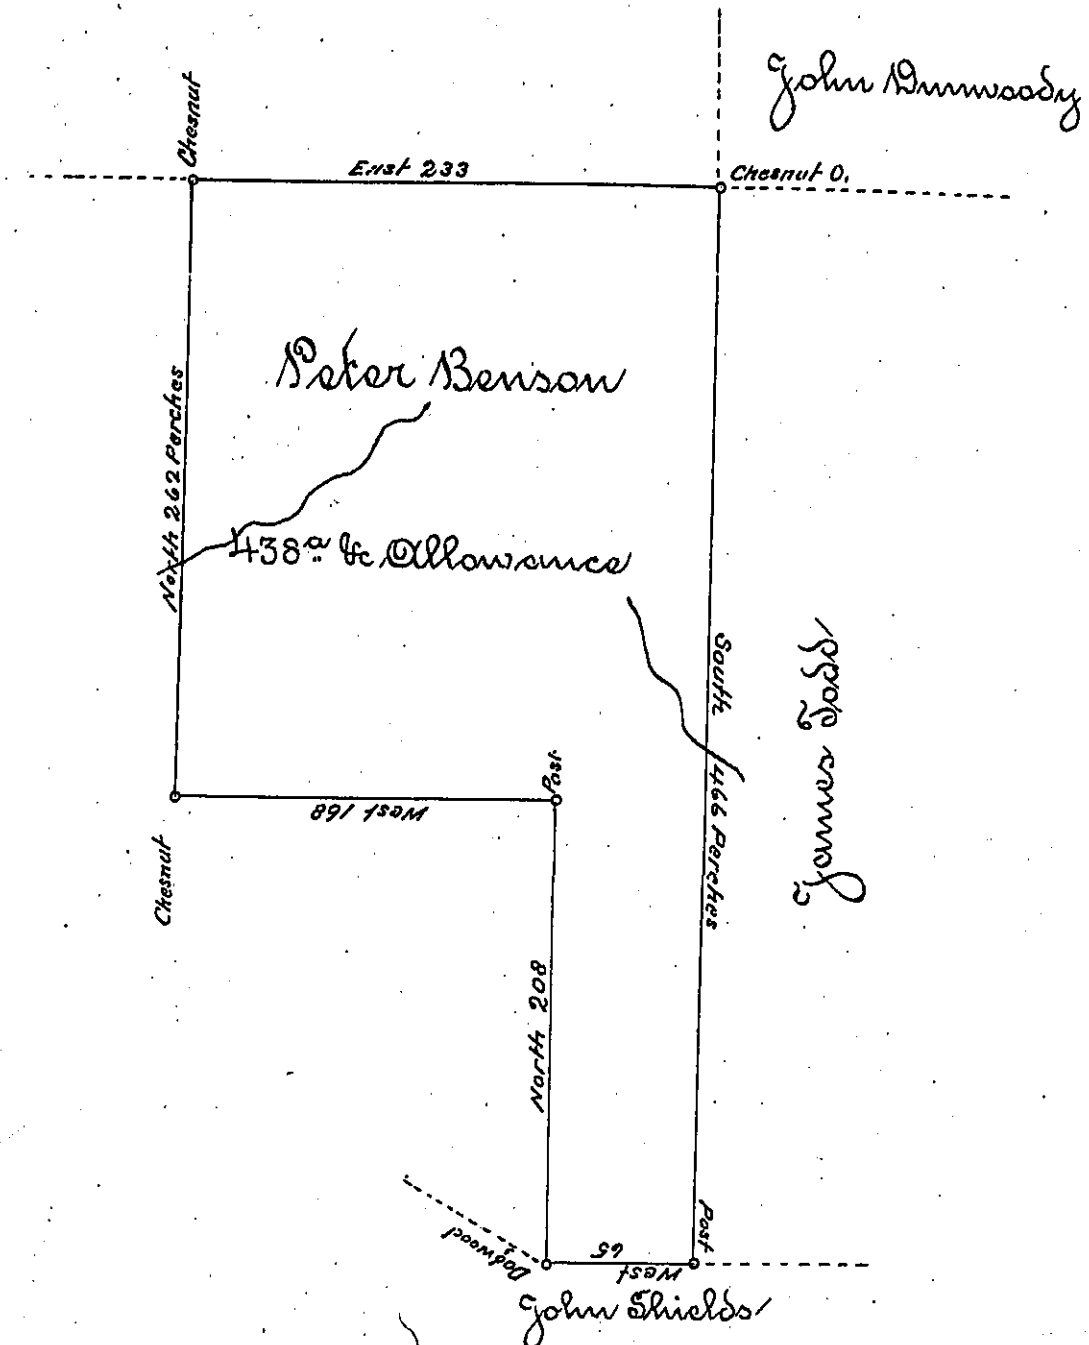 John Dunwoody
Chesnut
East 233
Chesnut O.
Peter Benson
North 262 Perches
438a & Allowance
South 466 Perches
James Todd
Post
West 168
Chesnut
North 208
Post
Dogwood
West 65
John Shields